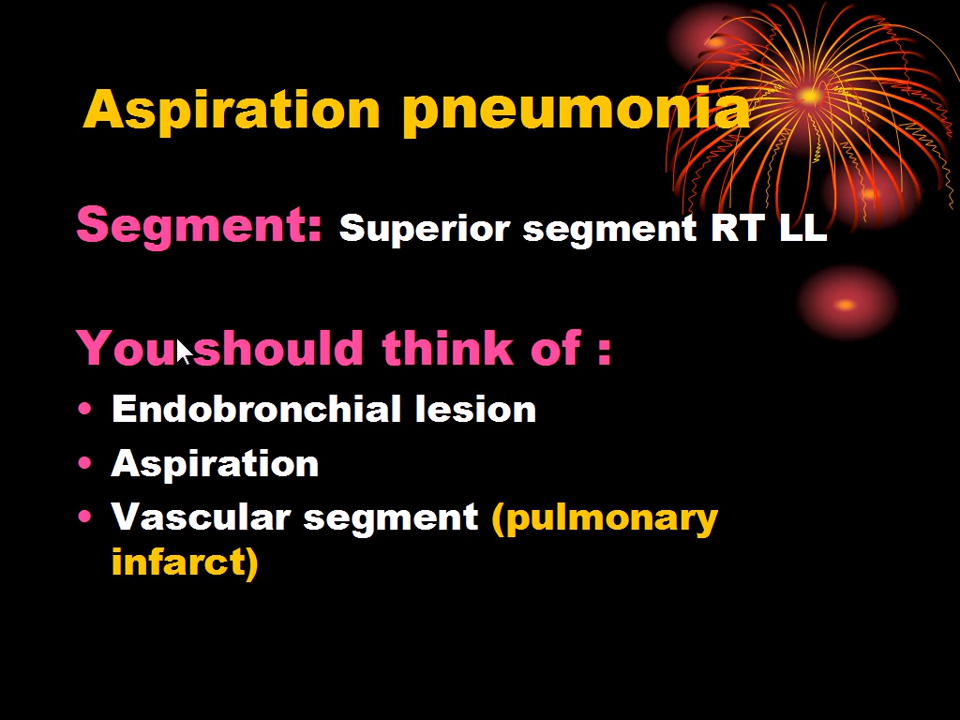 Aspiration pneumonia
Segment: Superior segment RT LL
You should think of :
• Endobronchial lesion
• Aspiration
• Vascular segment (pulmonary
infarct)